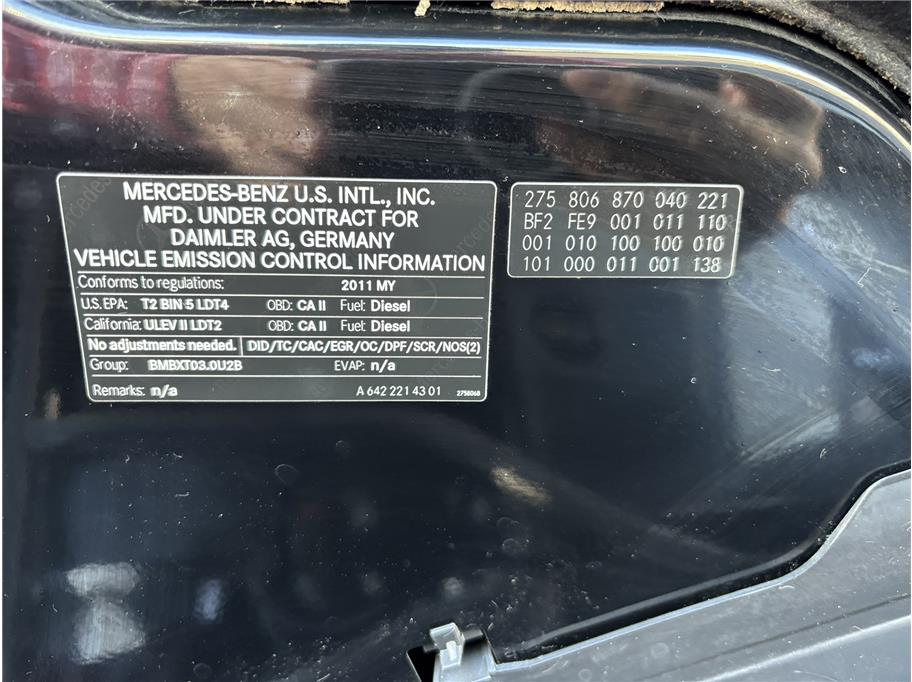 MERCEDES-BENZ U.S. INTL., INC.
MFD. UNDER CONTRACT FOR
DAIMLER AG, GERMANY
VEHICLE EMISSION CONTROL INFORMATION
Conforms to regulations: 2011 MY
U.S. EPA: T2 BIN 5 LDT4 OBD: CA II Fuel: Diesel
California: ULEV II LDT2 OBD: CA II Fuel: Diesel
No adjustments needed. DID/TC/CAC/EGR/OC/DPF/SCR/NOS(2)
Group: BMBXT03.0U2B EVAP: n/a
Remarks: n/a A 642 221 43 01 2758068
275 806 870 040 221
BF2 FE9 001 011 110
001 010 100 100 010
101 000 011 001 138